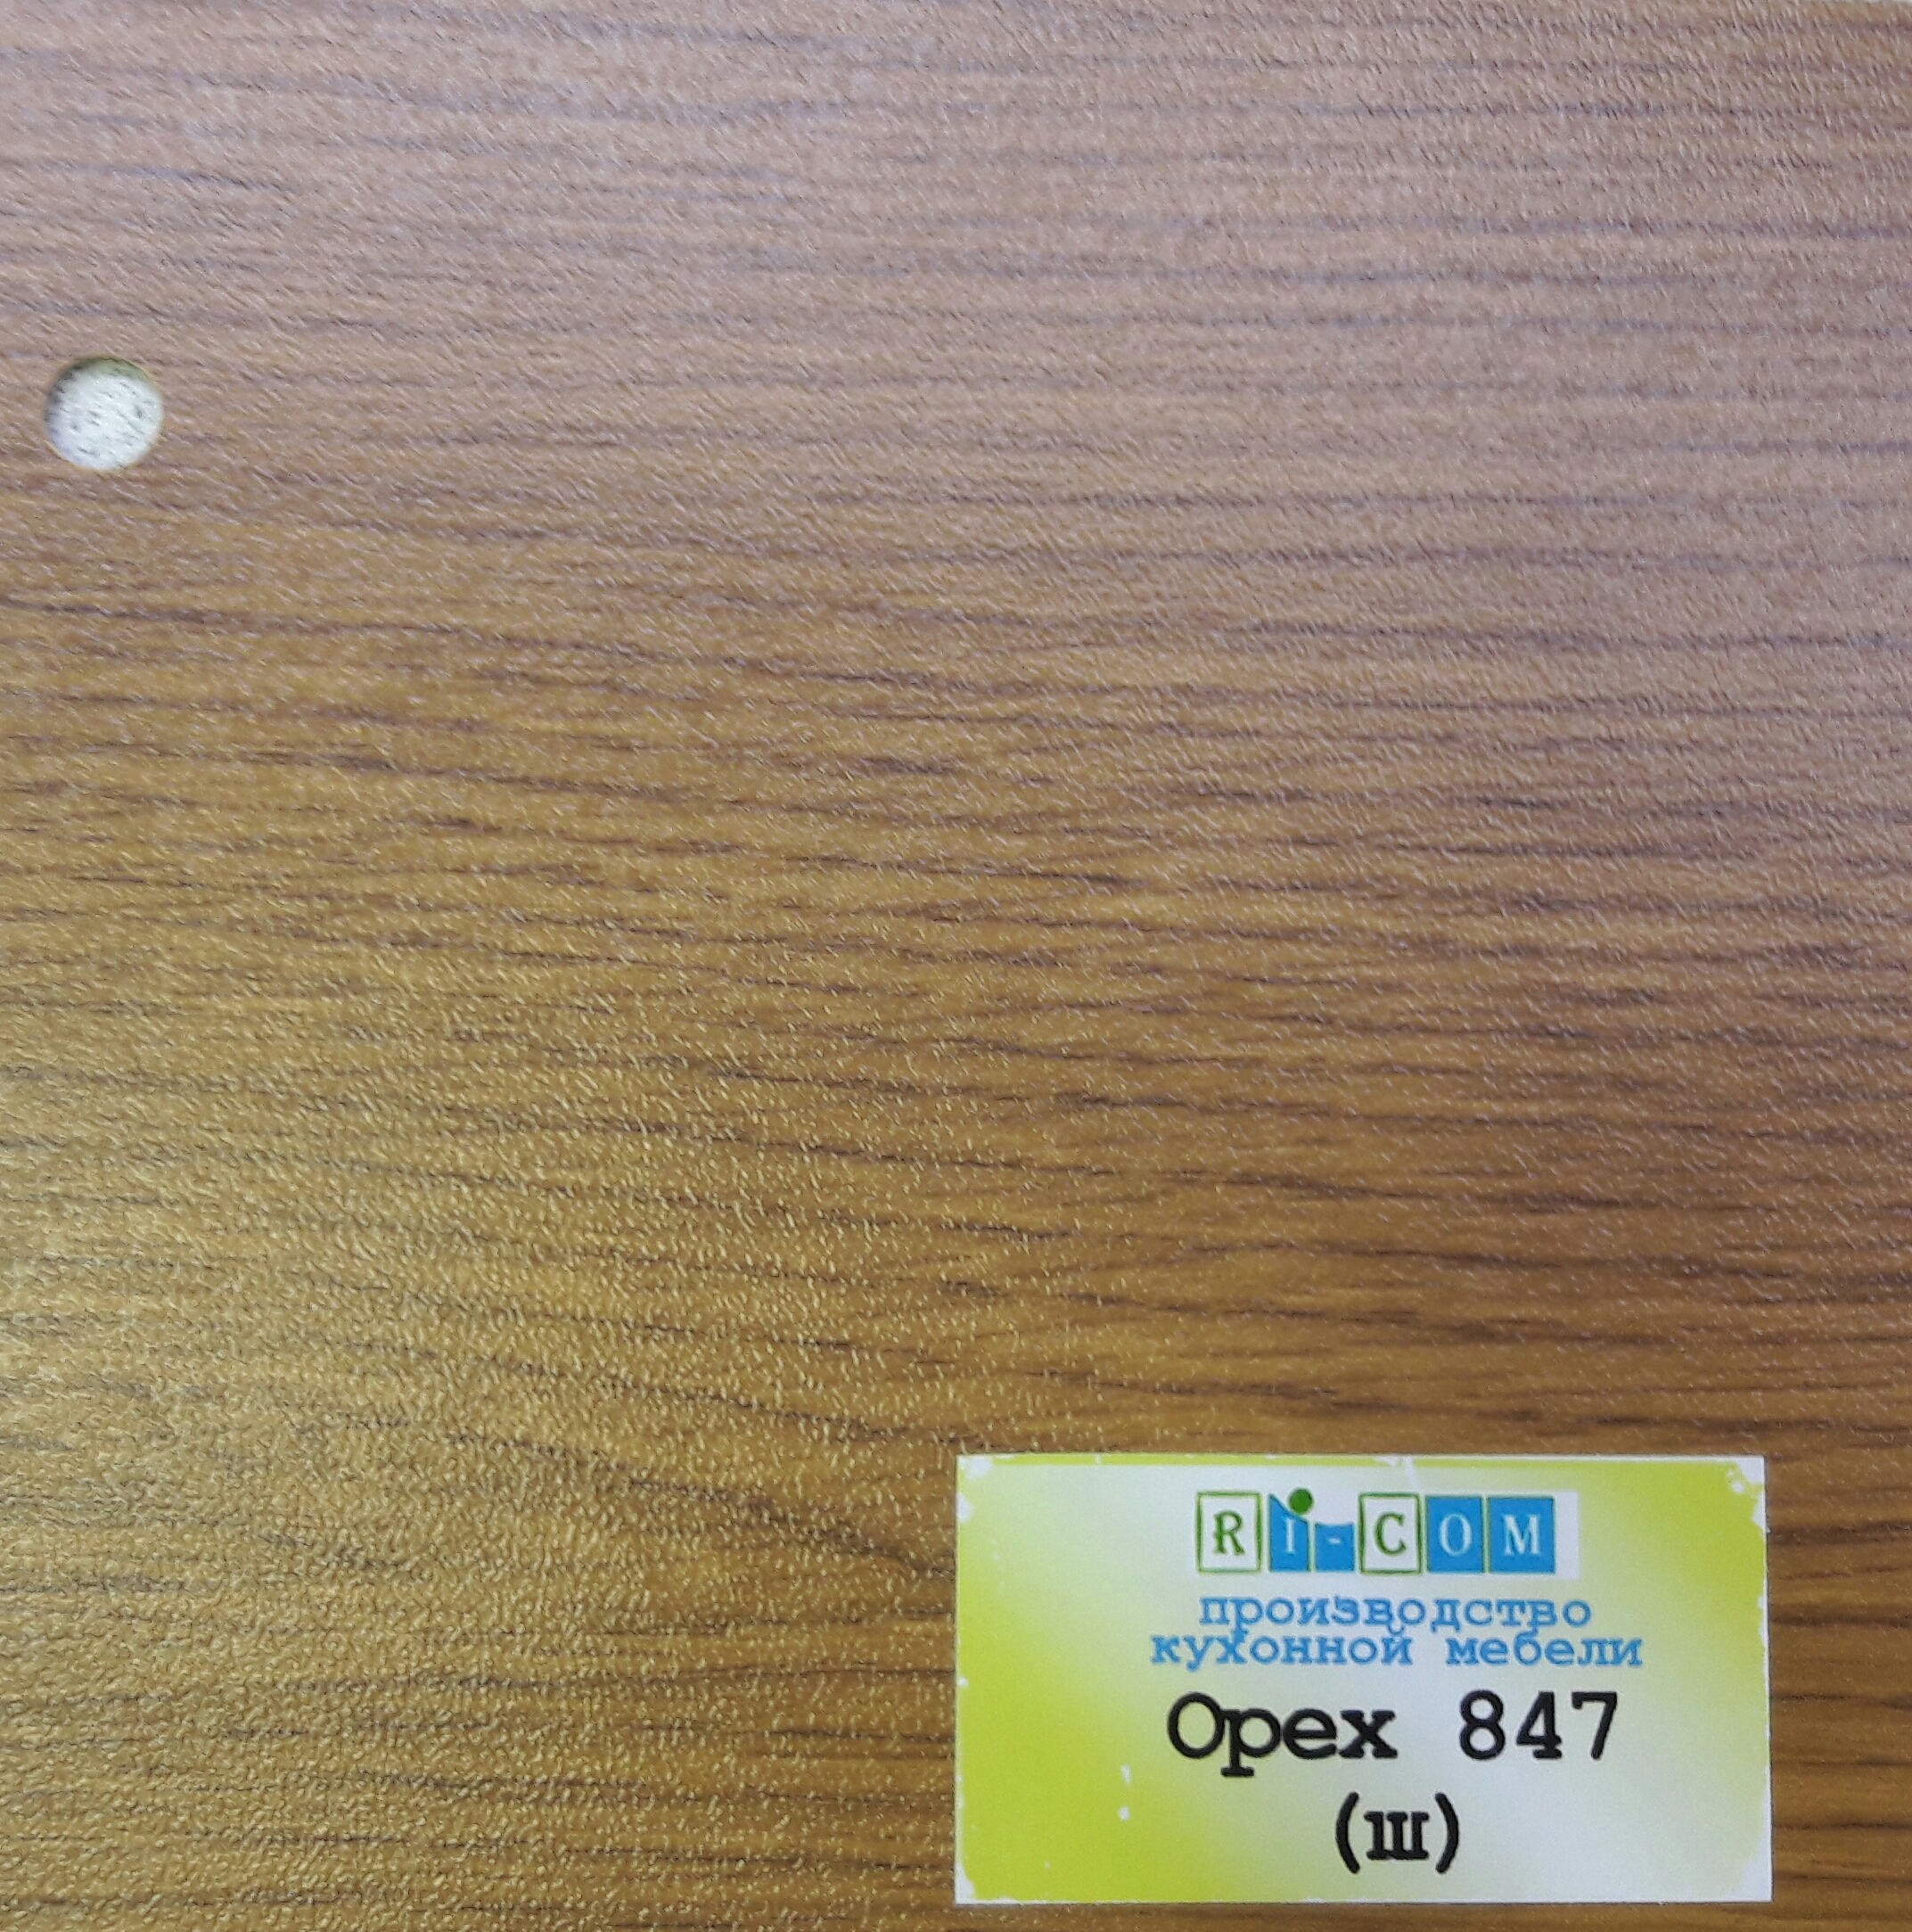 RI-COM
производство
кухонной мебели
Орех 847
(ш)